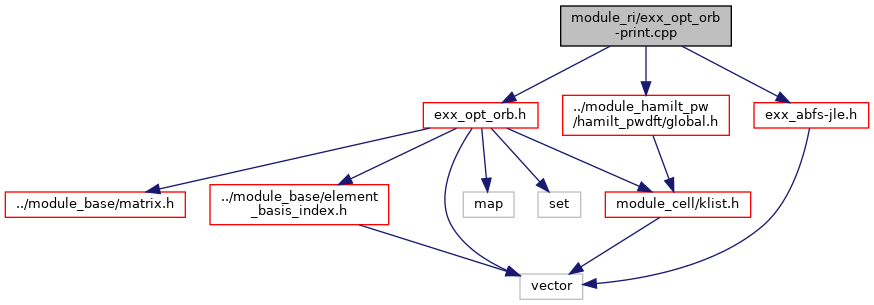 module_ri/exx_opt_orb
-print.cpp
exx_opt_orb.h
../module_hamilt_pw
/hamilt_pwdft/global.h
exx_abfs-jle.h
../module_base/matrix.h
../module_base/element
_basis_index.h
map
set
module_cell/klist.h
vector